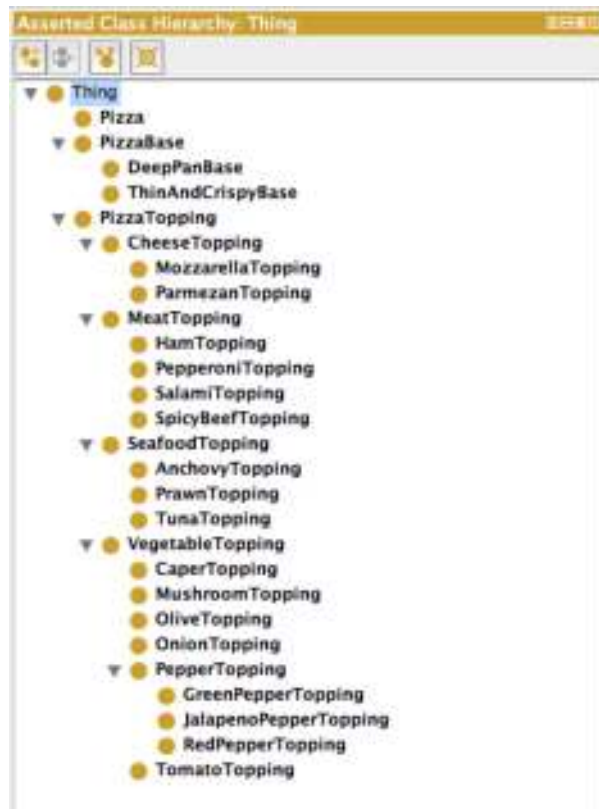 Asserted Class Hierarchy: Thing
Thing
Pizza
PizzaBase
DeepPanBase
ThinAndCrispyBase
PizzaTopping
CheeseTopping
MozzarellaTopping
ParmezanTopping
MeatTopping
HamTopping
PepperoniTopping
SalamiTopping
SpicyBeefTopping
SeafoodTopping
AnchovyTopping
PrawnTopping
TunaTopping
VegetableTopping
CaperTopping
MushroomTopping
OliveTopping
OnionTopping
PepperTopping
GreenPepperTopping
JalapenoPepperTopping
RedPepperTopping
TomatoTopping